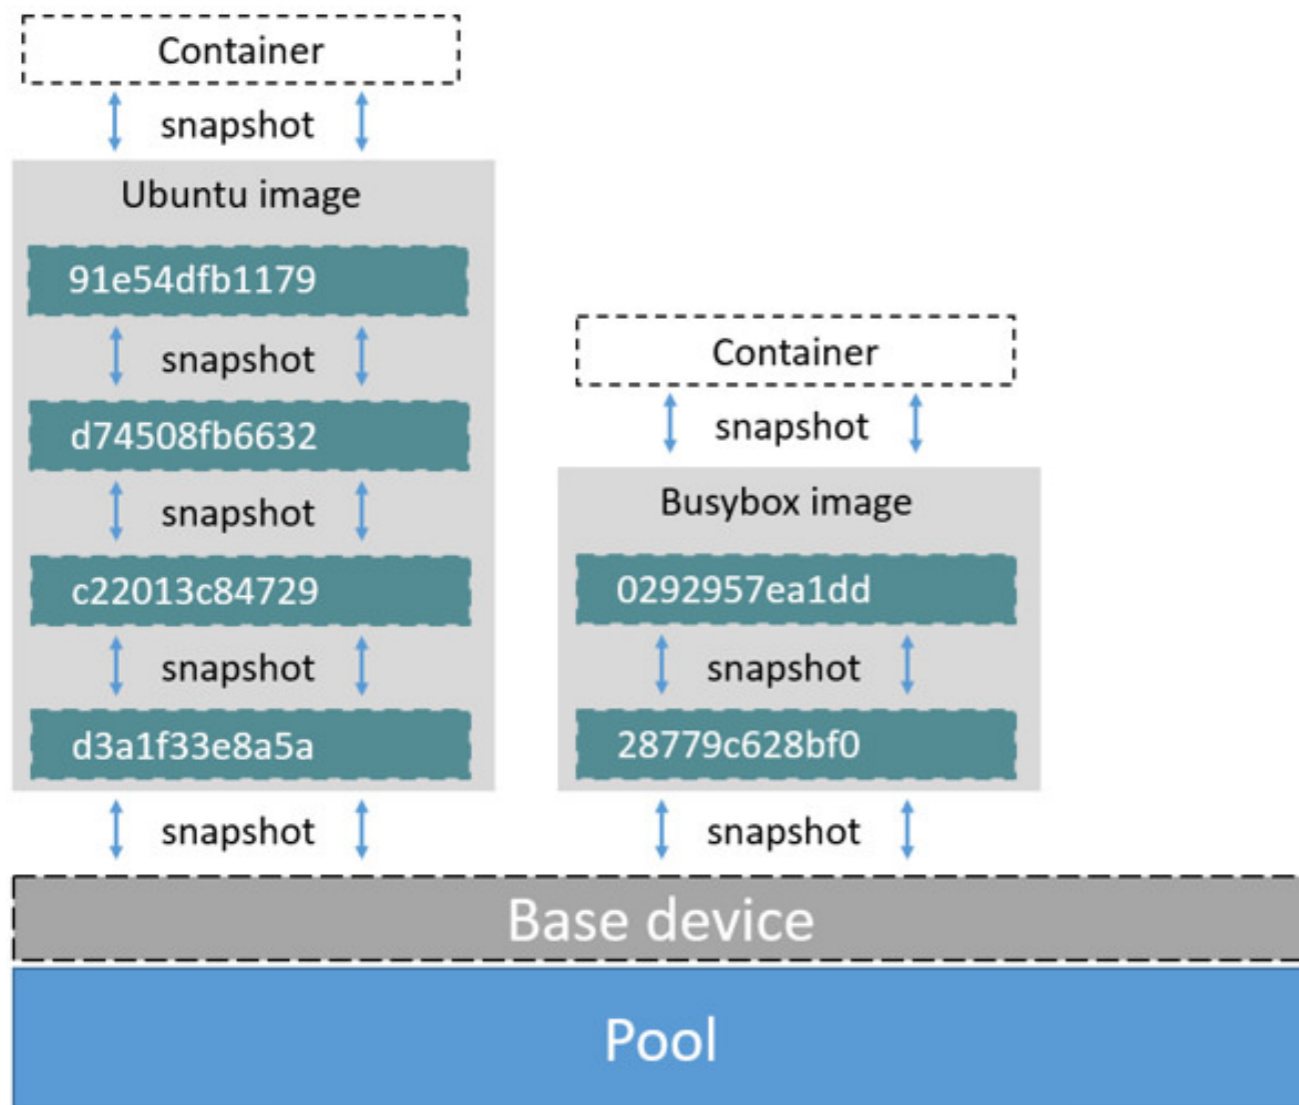 Container
snapshot
Ubuntu image
91e54dfb1179
snapshot
d74508fb6632
snapshot
c22013c84729
snapshot
d3a1f33e8a5a
snapshot
Container
snapshot
Busybox image
0292957ea1dd
snapshot
28779c628bf0
snapshot
Base device
Pool